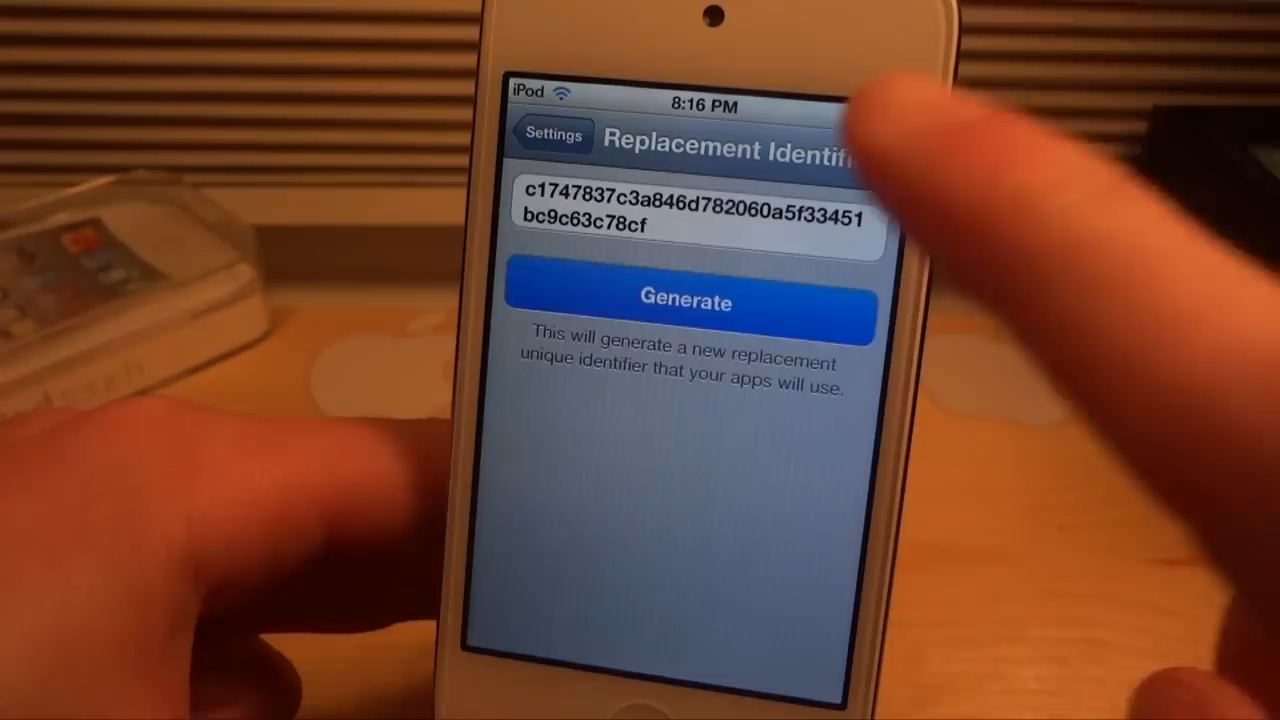 iPod
8:16 PM
Settings
Replacement Identifi
c1747837c3a846d782060a5f33451
bc9c63c78cf
Generate
This will generate a new replacement
unique identifier that your apps will use.
touch